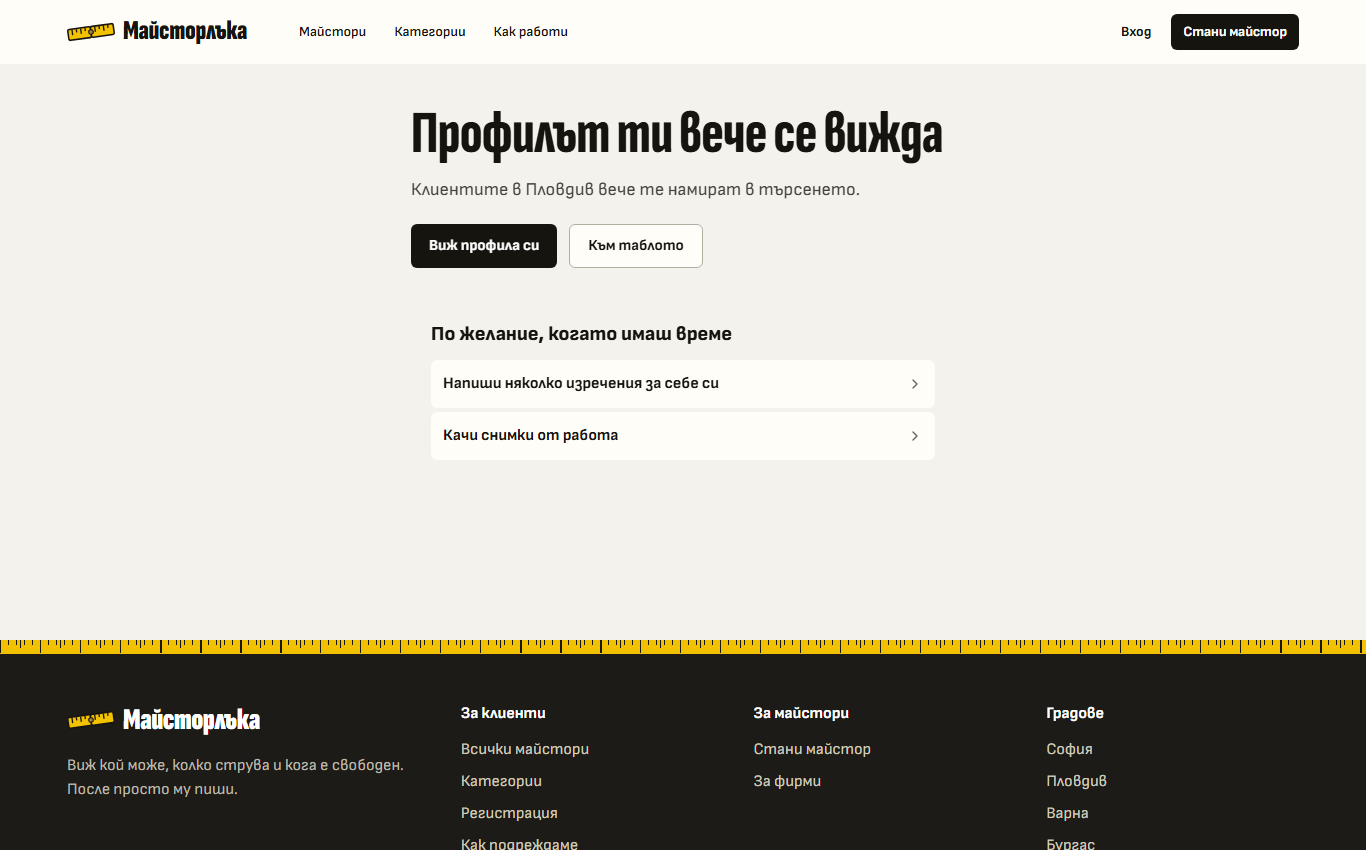 Майсторлъка
Майстори
Категории
Как работи
Вход
Стани майстор
Профилът ти вече се вижда
Клиентите в Пловдив вече те намират в търсенето.
Виж профила си
Към таблото
По желание, когато имаш време
Напиши няколко изречения за себе си
Качи снимки от работа
Майсторлъка
Виж кой може, колко струва и кога е свободен.
После просто му пиши.
За клиенти
Всички майстори
Категории
Регистрация
Как подреждаме
За майстори
Стани майстор
За фирми
Градове
София
Пловдив
Варна
Бургас